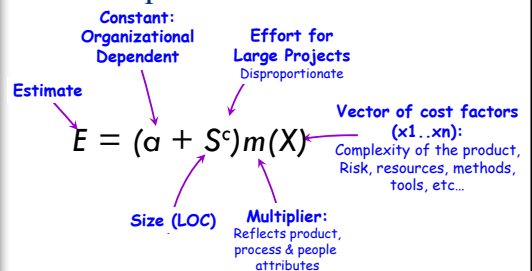 Constant:
Organizational
Dependent
Effort for
Large Projects
Disproportionate
Estimate
E = (a + Sᶜ)m(X)
Vector of cost factors
(x1..xn):
Complexity of the product,
Risk, resources, methods,
tools, etc…
Size (LOC)
Multiplier:
Reflects product,
process & people
attributes